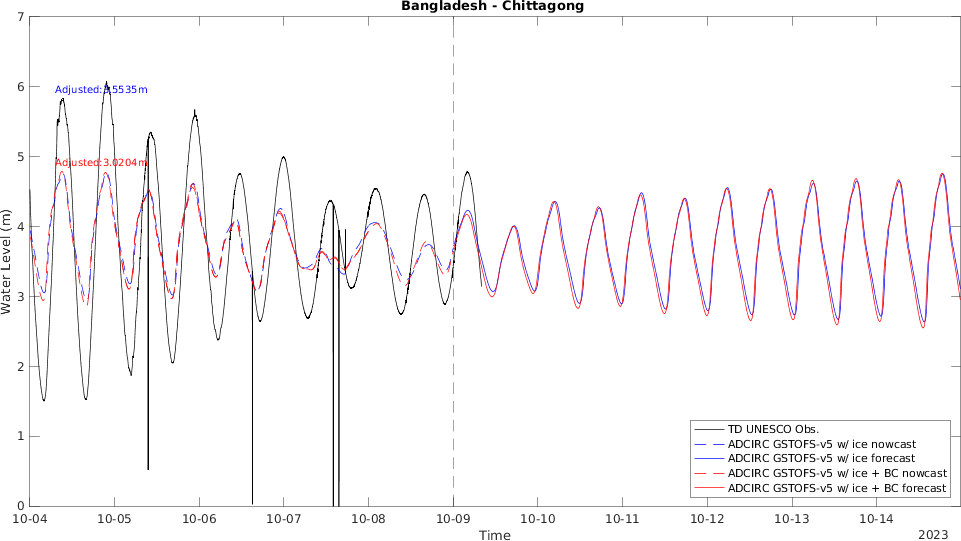 Bangladesh - Chittagong
7
6
5
4
3
2
1
0
Water Level (m)
Adjusted:3.5535m
Adjusted:3.0204m
TD UNESCO Obs.
ADCIRC GSTOFS-v5 w/ ice nowcast
ADCIRC GSTOFS-v5 w/ ice forecast
ADCIRC GSTOFS-v5 w/ ice + BC nowcast
ADCIRC GSTOFS-v5 w/ ice + BC forecast
10-04 10-05 10-06 10-07 10-08 10-09 10-10 10-11 10-12 10-13 10-14
Time
2023